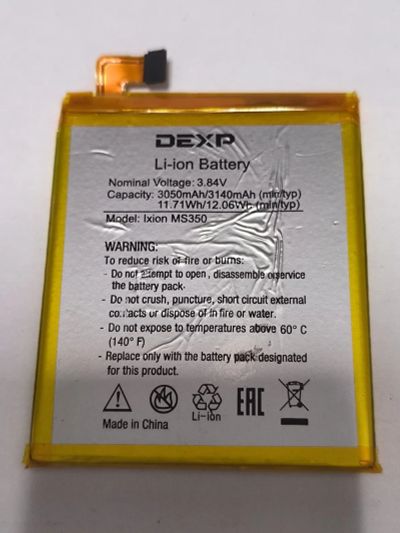 DEXP
Li-ion Battery
Nominal Voltage: 3.84V
Capacity: 3050mAh/3140mAh (min/typ)
11.71Wh/12.06Wh (min/typ)
Model: Ixion MS350
WARNING:
To reduce risk of fire or burns:
- Do not attempt to open, disassemble or service
the battery pack.
- Do not crush, puncture, short circuit external
contacts or dispose of in fire or water.
- Do not expose to temperatures above 60° C
(140° F)
- Replace only with the battery pack designated
for this product.
Li-ion
EAC
Made in China